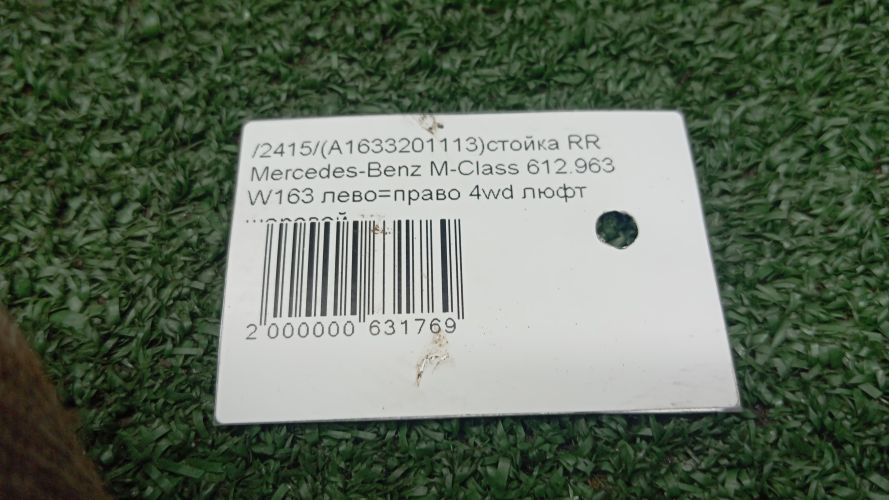 /2415/(A1633201113)стойка RR
Mercedes-Benz M-Class 612.963
W163 лево=право 4wd люфт
2 000000 631769